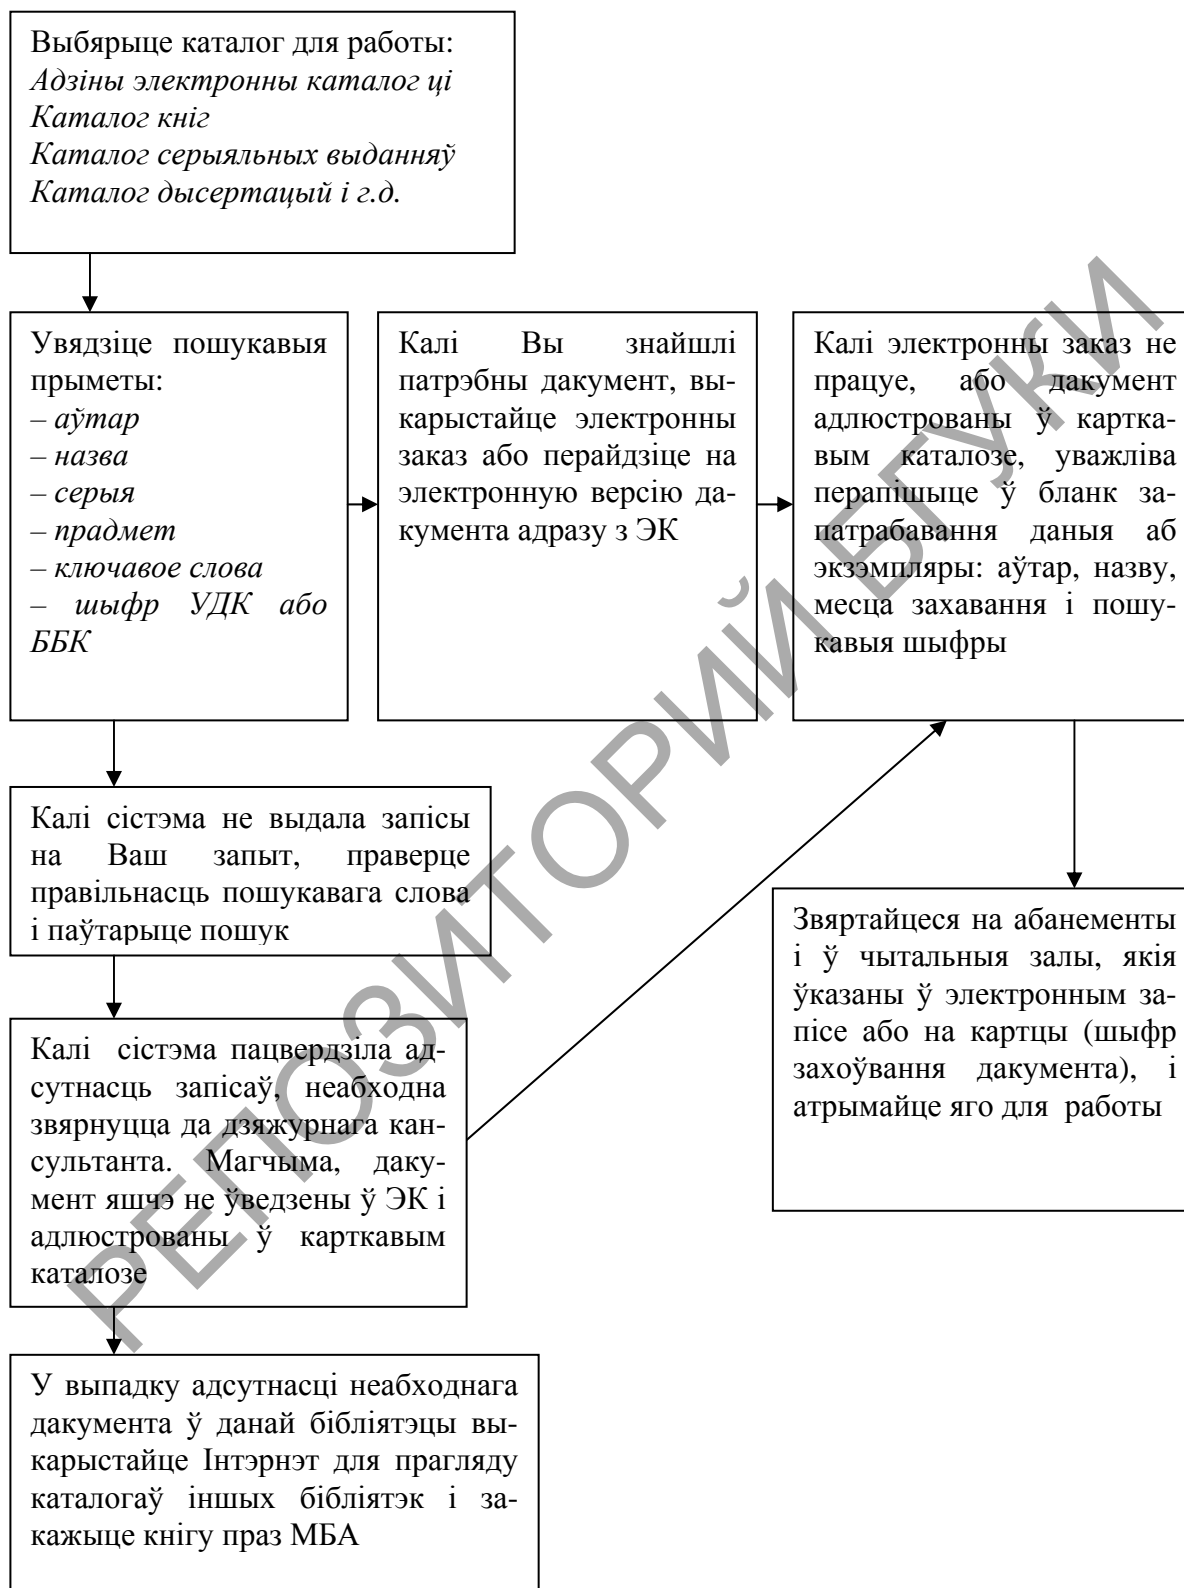 Выбярыце каталог для работы:
Адзіны электронны каталог ці
Каталог кніг
Каталог серыяльных выданняў
Каталог дысертацый і г.д.
Увядзіце пошукавыя
прыметы:
– аўтар
– назва
– серыя
– прадмет
– ключавое слова
– шыфр УДК або
ББК
Калі Вы знайшлі
патрэбны дакумент, вы-
карыстайце электронны
заказ або перайдзіце на
электронную версію да-
кумента адразу з ЭК
Калі электронны заказ не
працуе, або дакумент
адлюстрованы ў картка-
вым каталозе, уважліва
перапішыце ў бланк за-
патрабавання даныя аб
экзэмпляры: аўтар, назву,
месца захавання і пошу-
кавыя шыфры
Калі сістэма не выдала запісы
на Ваш запыт, праверце
правільнасць пошукавага слова
і паўтарыце пошук
Звяртайцеся на абанементы
і ў чытальныя залы, якія
ўказаны ў электронным за-
пісе або на картцы (шыфр
захоўвання дакумента), і
атрымайце яго для работы
Калі сістэма пацвердзіла ад-
сутнасць запісаў, неабходна
звярнуцца да дзяжурнага кан-
сультанта. Магчыма, даку-
мент яшчэ не ўведзены ў ЭК і
адлюстрованы ў карткавым
каталозе
У выпадку адсутнасці неабходнага
дакумента ў данай бібліятэцы вы-
карыстайце Інтэрнэт для прагляду
каталогаў іншых бібліятэк і за-
кажыце кнігу праз МБА
РЕПОЗИТОРИЙ БГУКИ